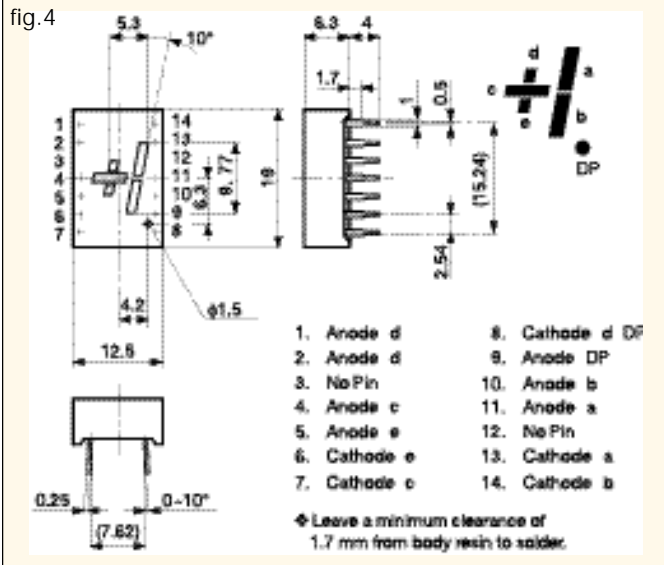 fig.4
5.3
10°
4
1.7
1
0.5
d
a
c
e
b
DP
1
2
3
4
5
6
7
14
13
12
11
10
9
8
6.3
19
(15.24)
2.54
4.2
φ1.5
12.5
0.25
0~10°
(7.62)
1. Anode d
2. Anode d
3. No Pin
4. Anode c
5. Anode e
6. Cathode e
7. Cathode c
8. Cathode d DP
9. Anode DP
10. Anode b
11. Anode a
12. No Pin
13. Cathode a
14. Cathode b
✥ Leave a minimum clearance of
1.7 mm from body resin to solder.